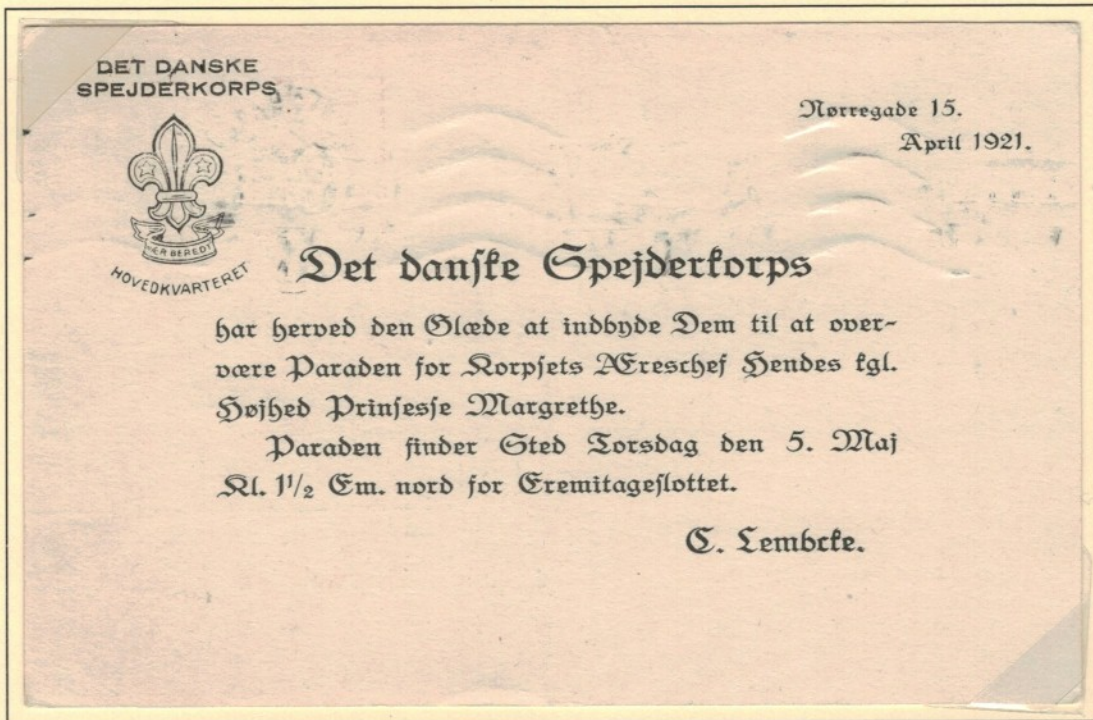 DET DANSKE
SPEJDERKORPS
VÆR BEREDT
HOVEDKVARTERET
Nørregade 15.
April 1921.
Det danske Spejderkorps
har herved den Glæde at indbyde Dem til at over-
være Paraden for Korpsets Æreschef Hendes kgl.
Højhed Prinsesse Margrethe.
Paraden finder Sted Torsdag den 5. Maj
Kl. 1½ Em. nord for Eremitageslottet.
C. Lembcke.